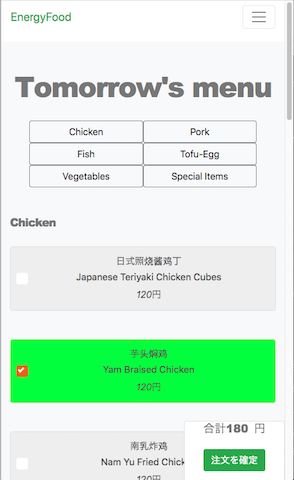 EnergyFood
Tomorrow's menu
Chicken
Pork
Fish
Tofu-Egg
Vegetables
Special Items
Chicken
日式照烧酱鸡丁
Japanese Teriyaki Chicken Cubes
120円
芋头焖鸡
Yam Braised Chicken
120円
南乳炸鸡
Nam Yu Fried Chick
120円
合計180 円
注文を確定